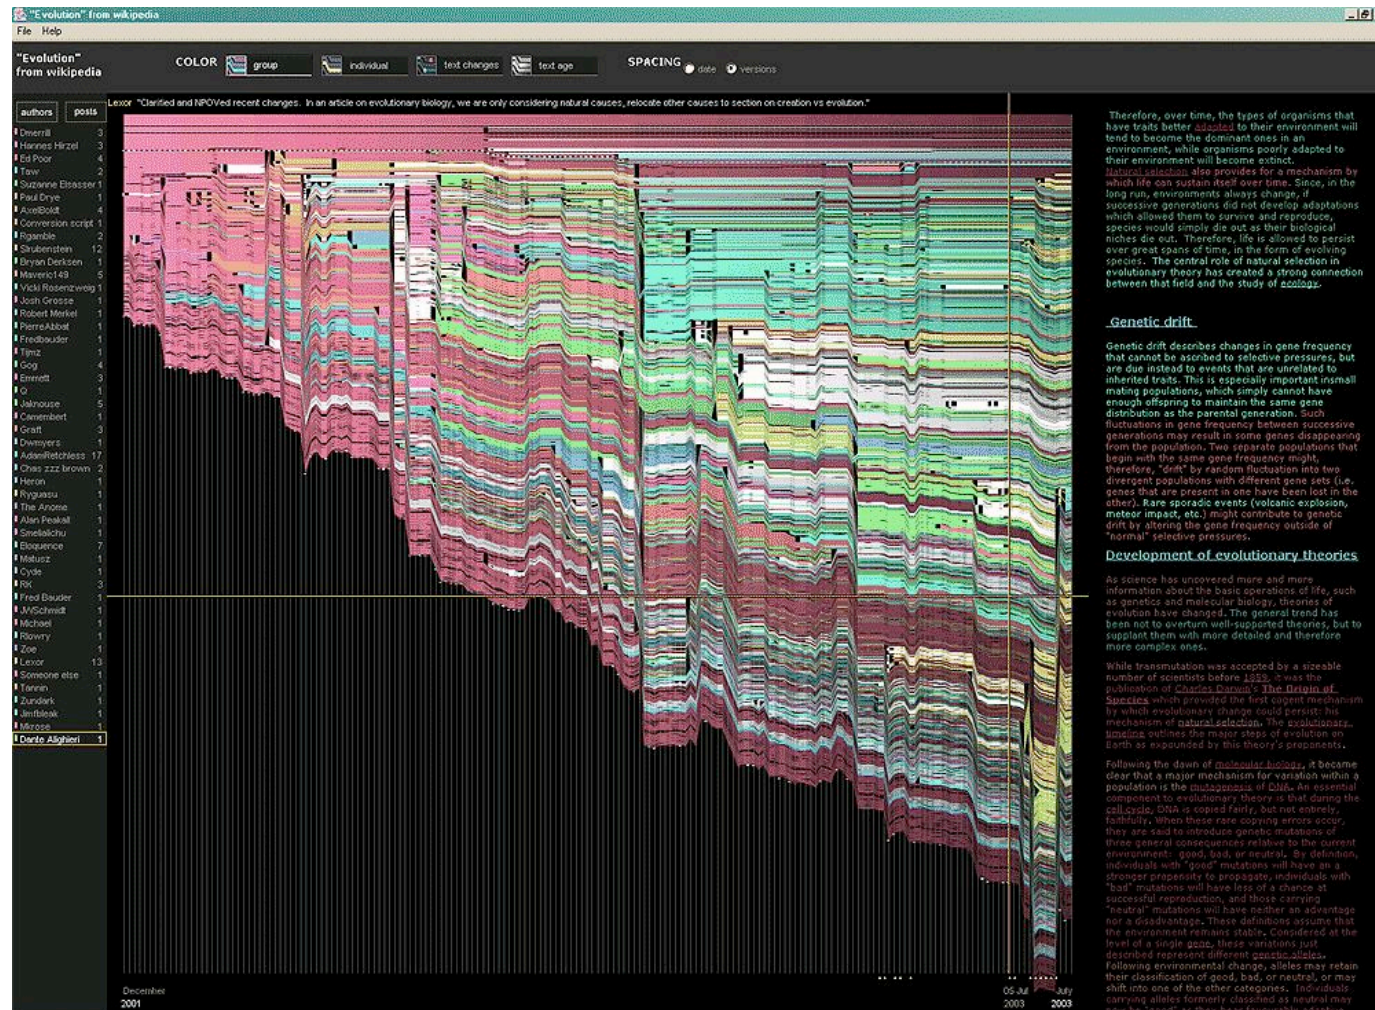 "Evolution" from wikipedia
File Help
"Evolution"
from wikipedia
COLOR group individual text changes text age SPACING date versions
authors posts
Lexor "Clarified and NPOVed recent changes. In an article on evolutionary biology, we are only considering natural causes, relocate other causes to section on creation vs evolution."
Dmerrill 3
Hannes Hirzel 3
Ed Poor 4
Taw 2
Suzanne Elsasser 1
Paul Drye 1
AxelBoldt 4
Conversion script 1
Rgamble 2
Slrubenstein 12
Bryan Derksen 1
Maveric149 5
Vicki Rosenzweig 1
Josh Grosse 1
Robert Merkel 1
PierreAbbat 1
Fredbauder 1
Tijmz 1
Gog 4
Emmett 3
Q 1
Jaknouse 5
Camembert 1
Graft 3
Dwmyers 1
AdamRetchless 17
Chas zzz brown 2
Heron 1
Ryguasu 1
The Anome 1
Alan Peakall 1
Smelialichu 1
Eloquence 7
Matusz 1
Cyde 1
RK 3
Fred Bauder 1
JWSchmidt 1
Michael 1
Rlowry 1
Zoe 1
Lexor 13
Someone else 1
Tannin 1
Zundark 1
Jimfbleak 1
Mirose 1
Dante Alighieri 1
December
2001
05 Jul
2003
July
2003
Therefore, over time, the types of organisms that
have traits better adapted to their environment will
tend to become the dominant ones in an
environment, while organisms poorly adapted to
their environment will become extinct.
Natural selection also provides for a mechanism by
which life can sustain itself over time. Since, in the
long run, environments always change, if
successive generations did not develop adaptations
which allowed them to survive and reproduce,
species would simply die out as their biological
niches die out. Therefore, life is allowed to persist
over great spans of time, in the form of evolving
species. The central role of natural selection in
evolutionary theory has created a strong connection
between that field and the study of ecology.
Genetic drift
Genetic drift describes changes in gene frequency
that cannot be ascribed to selective pressures, but
are due instead to events that are unrelated to
inherited traits. This is especially important insmall
mating populations, which simply cannot have
enough offspring to maintain the same gene
distribution as the parental generation. Such
fluctuations in gene frequency between successive
generations may result in some genes disappearing
from the population. Two separate populations that
begin with the same gene frequency might,
therefore, "drift" by random fluctuation into two
divergent populations with different gene sets (i.e.
genes that are present in one have been lost in the
other). Rare sporadic events (volcanic explosion,
meteor impact, etc.) might contribute to genetic
drift by altering the gene frequency outside of
"normal" selective pressures.
Development of evolutionary theories
As science has uncovered more and more
information about the basic operations of life, such
as genetics and molecular biology, theories of
evolution have changed. The general trend has
been not to overturn well-supported theories, but to
supplant them with more detailed and therefore
more complex ones.
While transmutation was accepted by a sizeable
number of scientists before 1859, it was the
publication of Charles Darwin's The Origin of
Species which provided the first cogent mechanism
by which evolutionary change could persist: his
mechanism of natural selection. The evolutionary
timeline outlines the major steps of evolution on
Earth as expounded by this theory's proponents.
Following the dawn of molecular biology, it became
clear that a major mechanism for variation within a
population is the mutagenesis of DNA. An essential
component to evolutionary theory is that during the
cell cycle, DNA is copied fairly, but not entirely,
faithfully. When these rare copying errors occur,
they are said to introduce genetic mutations of
three general consequences relative to the current
environment: good, bad, or neutral. By definition,
individuals with "good" mutations will have an a
stronger propensity to propagate, individuals with
"bad" mutations will have less of a chance at
successful reproduction, and those carrying
"neutral" mutations will have neither an advantage
nor a disadvantage. These definitions assume that
the environment remains stable. Considered at the
level of a single gene, these variations just
described represent different genetic alleles.
Following environmental change, alleles may retain
their classification of good, bad, or neutral, or may
shift into one of the other categories. Individuals
carrying alleles formerly classified as neutral may